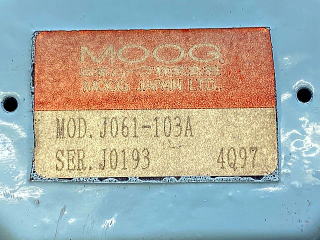 MOOG
MOOG JAPAN LTD.
MOD. J061-103A
SER. J0193 4Q97